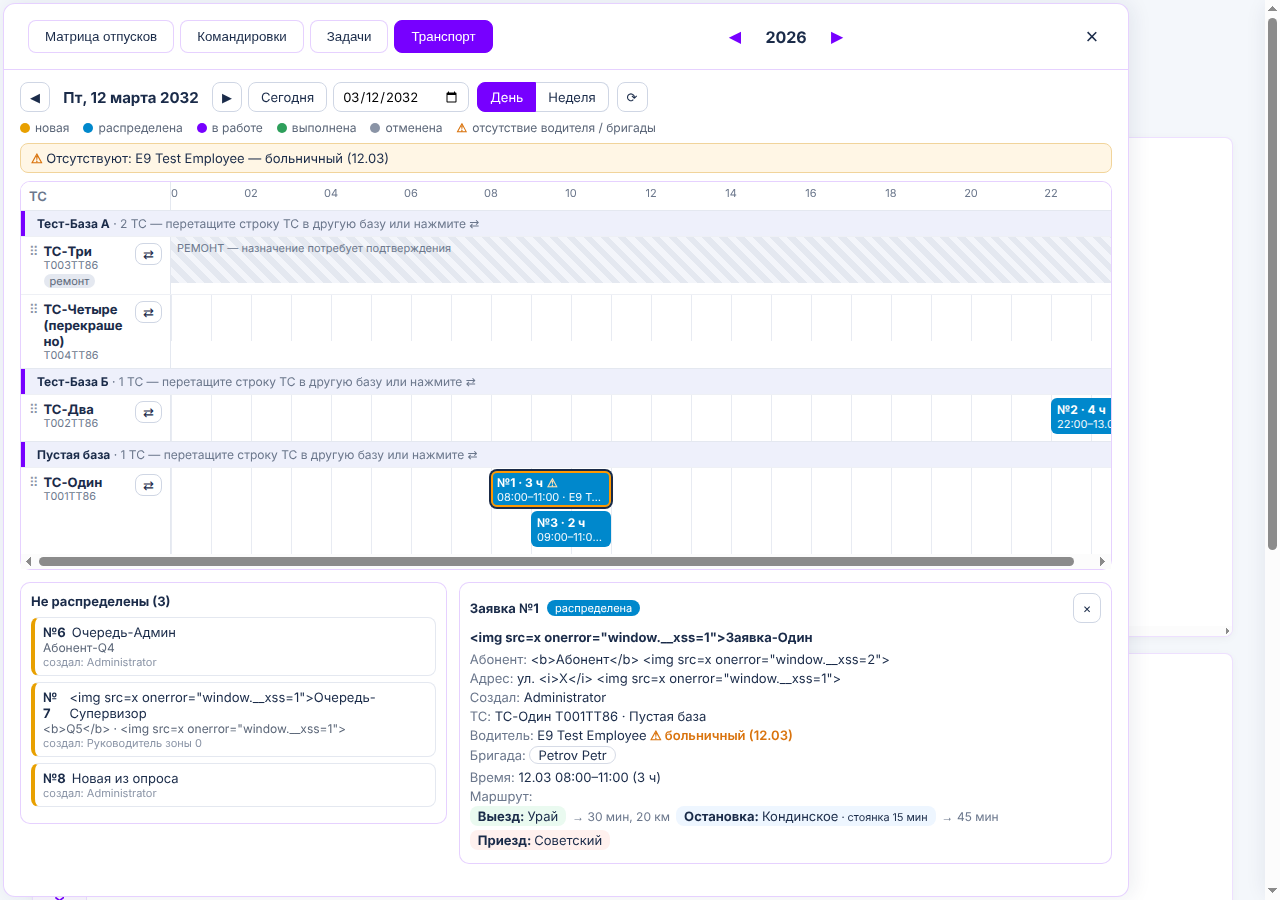 Матрица отпусков Командировки Задачи Транспорт ◀ 2026 ▶ ×
◀ Пт, 12 марта 2032 ▶ Сегодня 03/12/2032 День Неделя ⟳
новая распределена в работе выполнена отменена ⚠ отсутствие водителя / бригады
⚠ Отсутствуют: E9 Test Employee — больничный (12.03)
ТС 0 02 04 06 08 10 12 14 16 18 20 22
Тест-База А · 2 ТС — перетащите строку ТС в другую базу или нажмите ⇄
ТС-Три ⇄
Т003ТТ86
ремонт
РЕМОНТ — назначение потребует подтверждения
ТС-Четыре ⇄
(перекраше
но)
Т004ТТ86
Тест-База Б · 1 ТС — перетащите строку ТС в другую базу или нажмите ⇄
ТС-Два ⇄
Т002ТТ86
№2 · 4 ч
22:00–13.0
Пустая база · 1 ТС — перетащите строку ТС в другую базу или нажмите ⇄
ТС-Один ⇄
Т001ТТ86
№1 · 3 ч ⚠
08:00–11:00 · E9 T...
№3 · 2 ч
09:00–11:0...
Не распределены (3)
№6 Очередь-Админ
Абонент-Q4
создал: Administrator
№ <img src=x onerror="window.__xss=1">Очередь-
7 Супервизор
<b>Q5</b> · <img src=x onerror="window.__xss=1">
создал: Руководитель зоны 0
№8 Новая из опроса
создал: Administrator
Заявка №1 распределена ×
<img src=x onerror="window.__xss=1">Заявка-Один
Абонент: <b>Абонент</b> <img src=x onerror="window.__xss=2">
Адрес: ул. <i>X</i> <img src=x onerror="window.__xss=1">
Создал: Administrator
ТС: ТС-Один Т001ТТ86 · Пустая база
Водитель: E9 Test Employee ⚠ больничный (12.03)
Бригада: Petrov Petr
Время: 12.03 08:00–11:00 (3 ч)
Маршрут:
Выезд: Урай → 30 мин, 20 км Остановка: Кондинское · стоянка 15 мин → 45 мин
Приезд: Советский